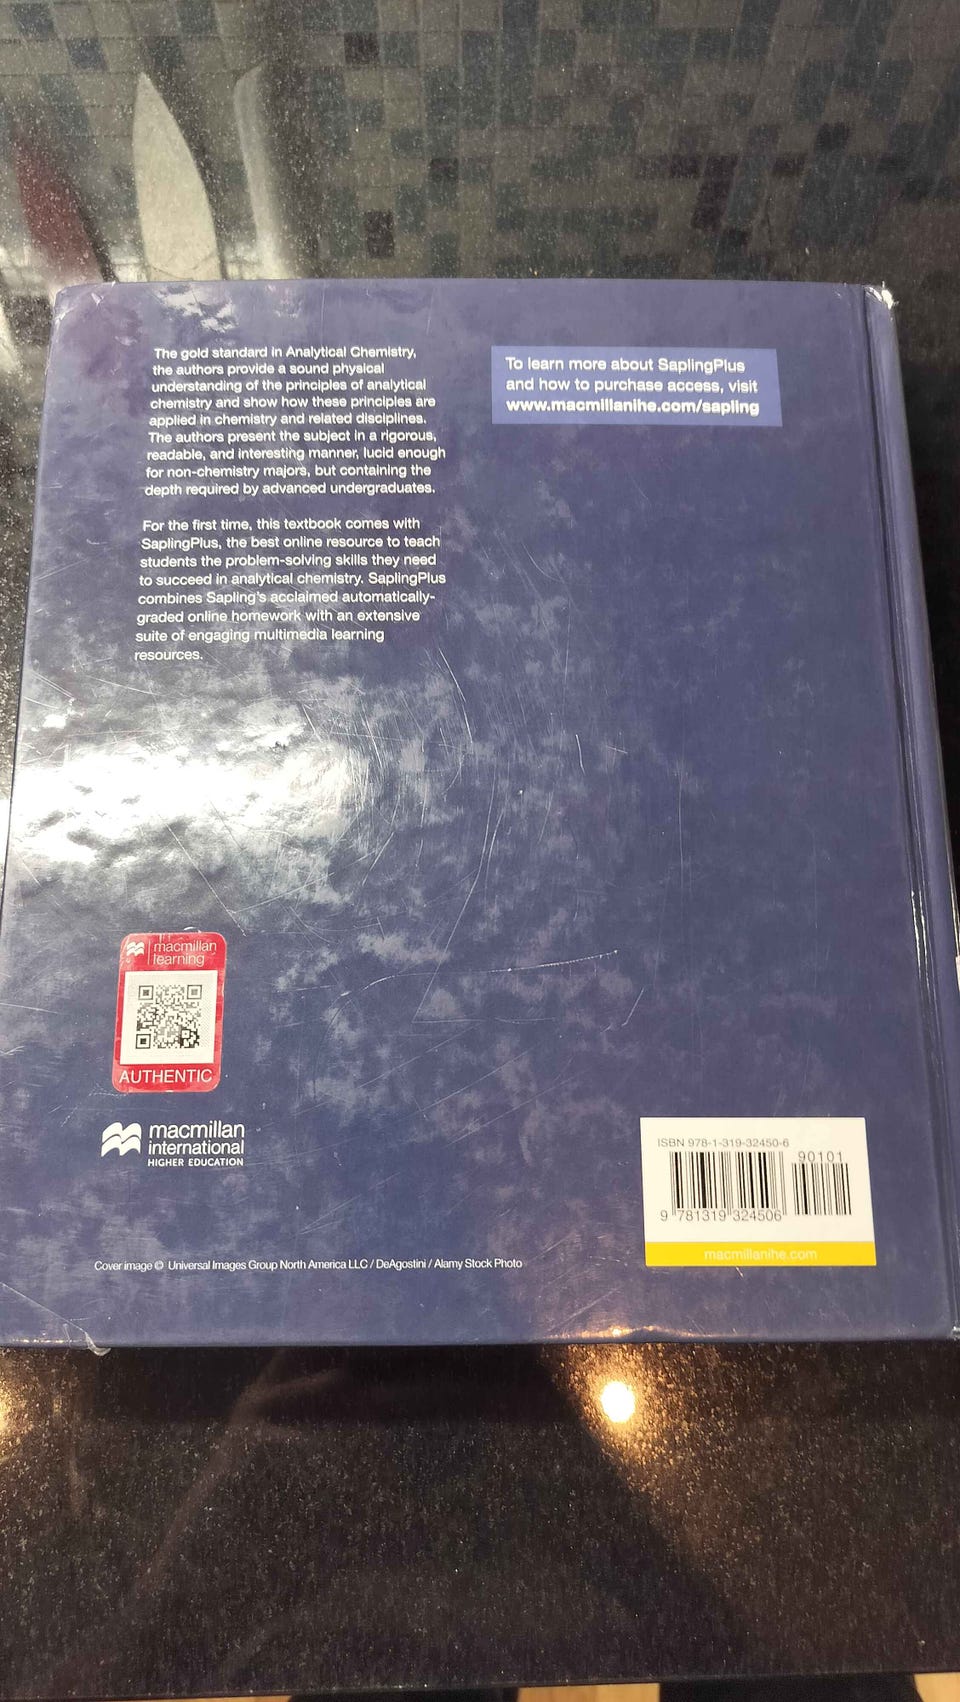 The gold standard in Analytical Chemistry,
the authors provide a sound physical
understanding of the principles of analytical
chemistry and show how these principles are
applied in chemistry and related disciplines.
The authors present the subject in a rigorous,
readable, and interesting manner, lucid enough
for non-chemistry majors, but containing the
depth required by advanced undergraduates.
For the first time, this textbook comes with
SaplingPlus, the best online resource to teach
students the problem-solving skills they need
to succeed in analytical chemistry. SaplingPlus
combines Sapling's acclaimed automatically-
graded online homework with an extensive
suite of engaging multimedia learning
resources.
To learn more about SaplingPlus
and how to purchase access, visit
www.macmillanihe.com/sapling
macmillan
learning
AUTHENTIC
macmillan
international
HIGHER EDUCATION
Cover image © Universal Images Group North America LLC / DeAgostini / Alamy Stock Photo
ISBN 978-1-319-32450-6
90101
9 781319 324506
macmillanihe.com